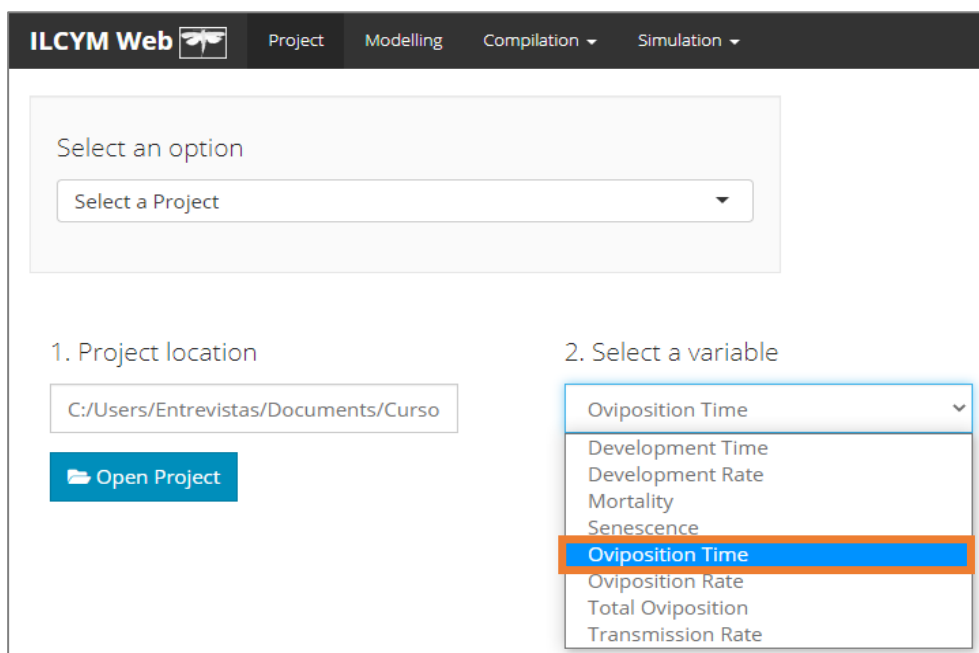 ILCYM Web Project Modelling Compilation Simulation
Select an option
Select a Project
1. Project location
C:/Users/Entrevistas/Documents/Curso
Open Project
2. Select a variable
Oviposition Time
Development Time
Development Rate
Mortality
Senescence
Oviposition Time
Oviposition Rate
Total Oviposition
Transmission Rate